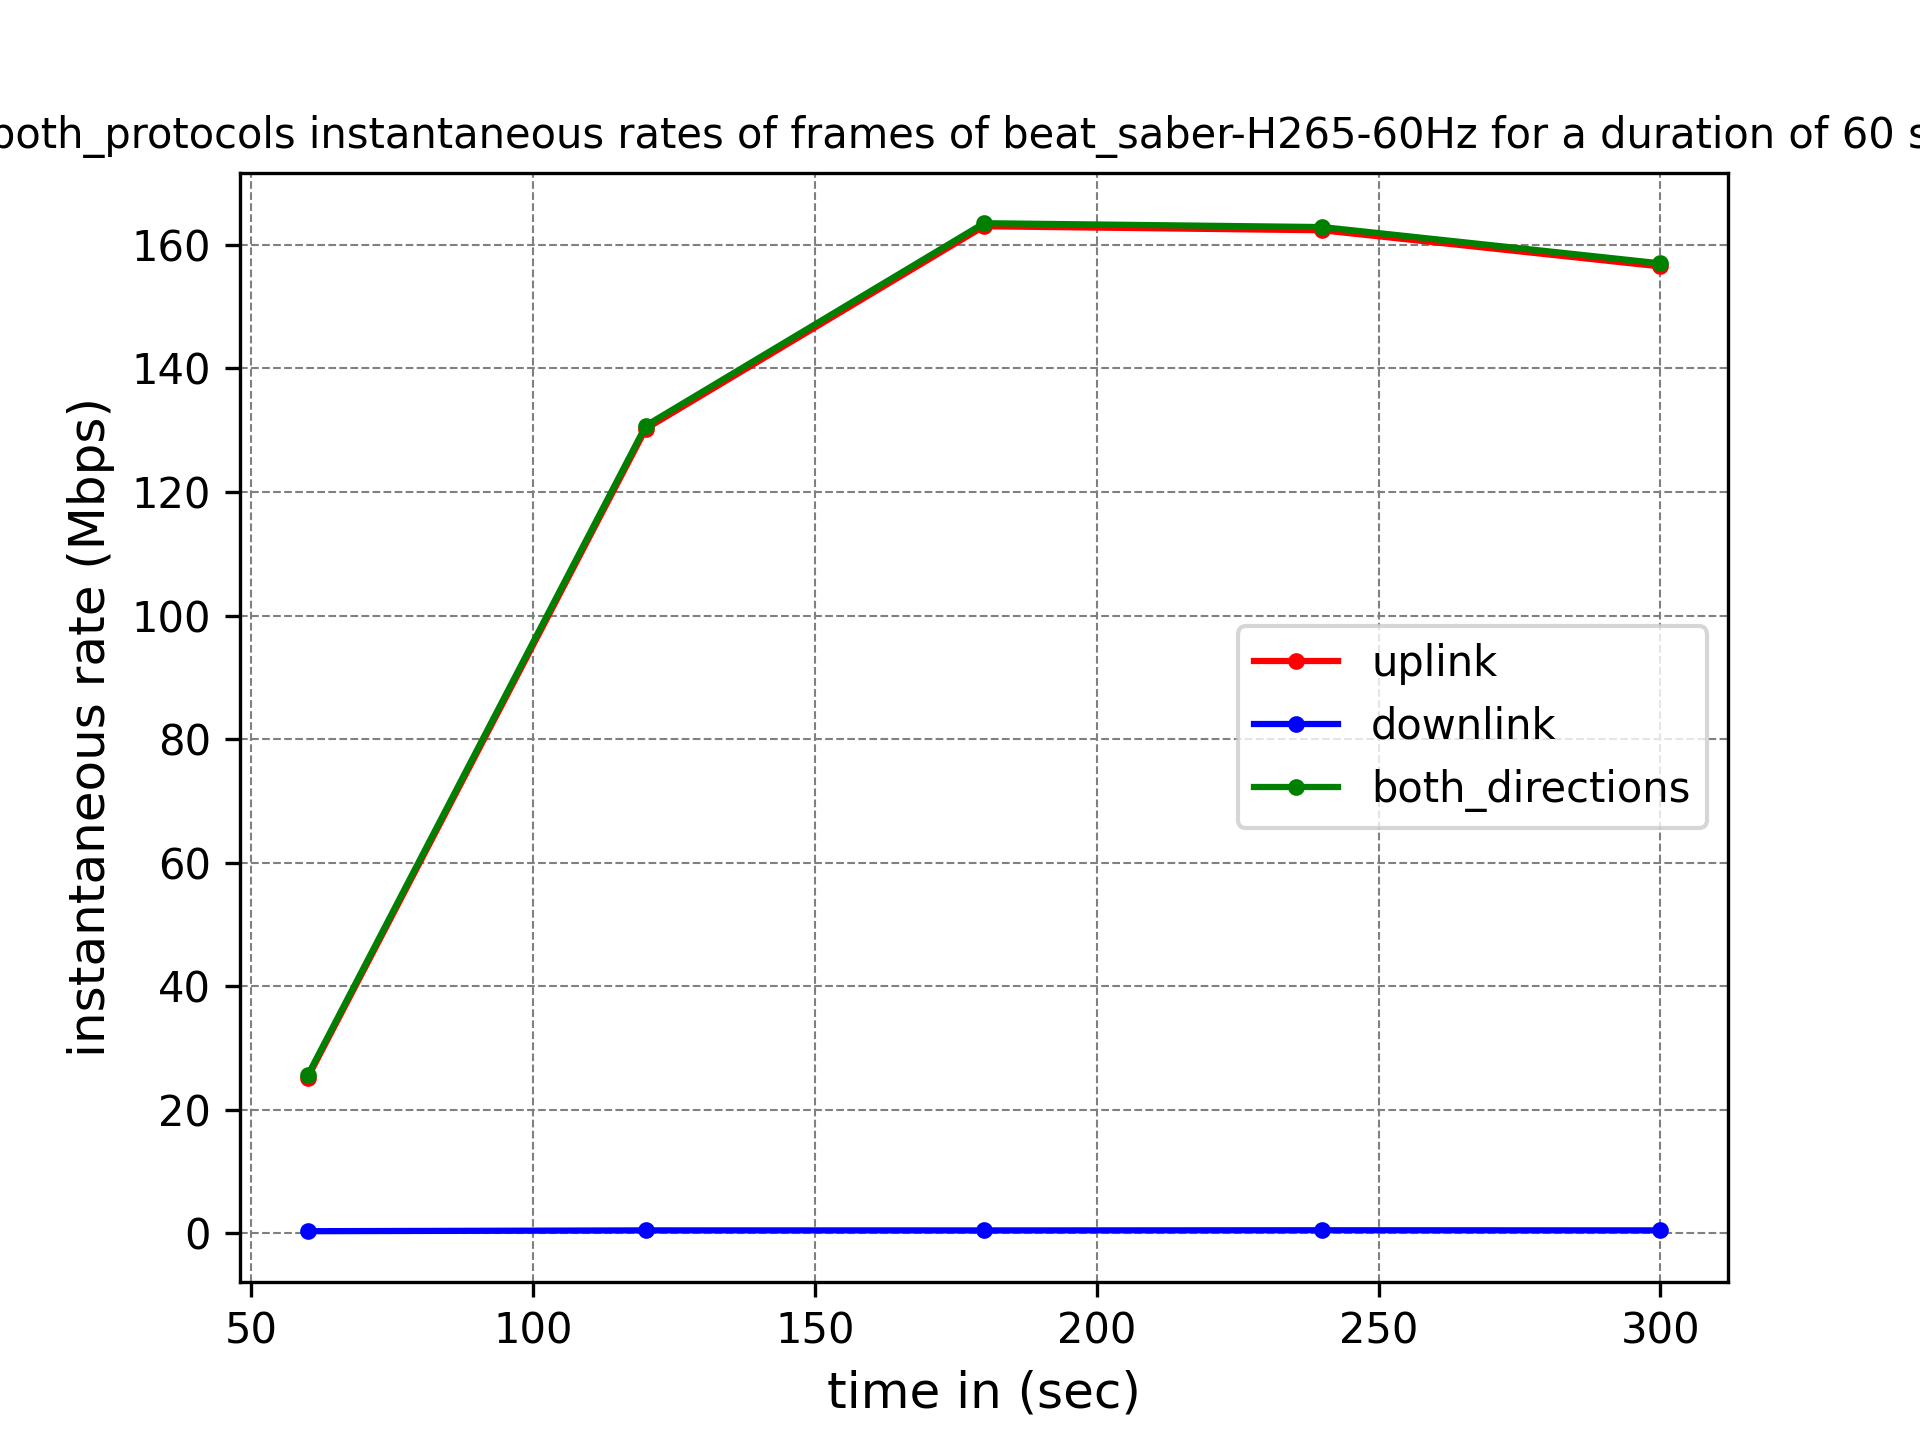 both_protocols instantaneous rates of frames of beat_saber-H265-60Hz for a duration of 60 s
160
140
120
100
80
60
40
20
0
instantaneous rate (Mbps)
uplink
downlink
both_directions
50 100 150 200 250 300
time in (sec)